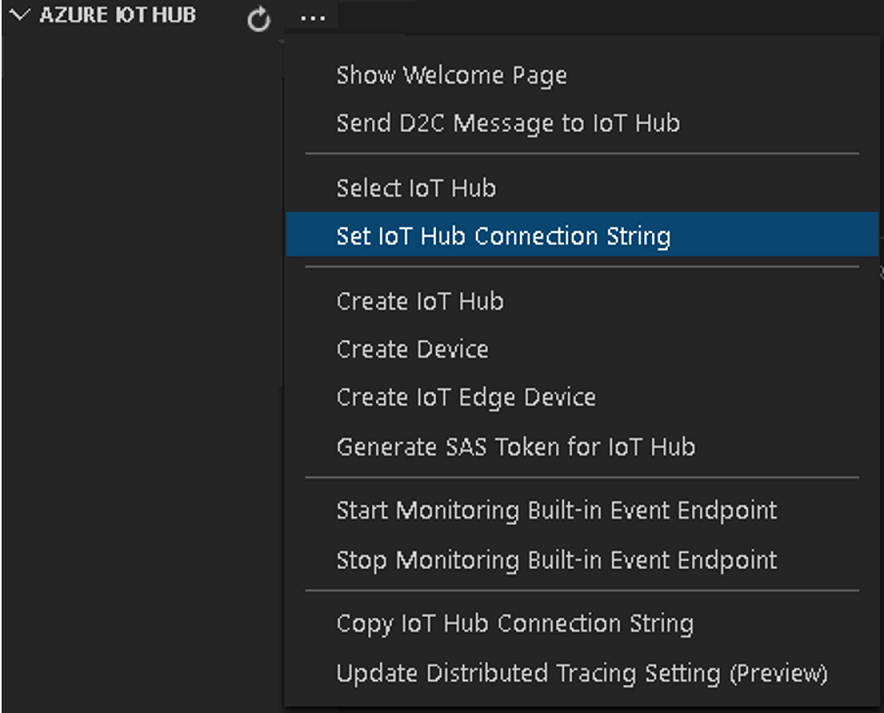 AZURE IOT HUB
...
Show Welcome Page
Send D2C Message to IoT Hub
Select IoT Hub
Set IoT Hub Connection String
Create IoT Hub
Create Device
Create IoT Edge Device
Generate SAS Token for IoT Hub
Start Monitoring Built-in Event Endpoint
Stop Monitoring Built-in Event Endpoint
Copy IoT Hub Connection String
Update Distributed Tracing Setting (Preview)